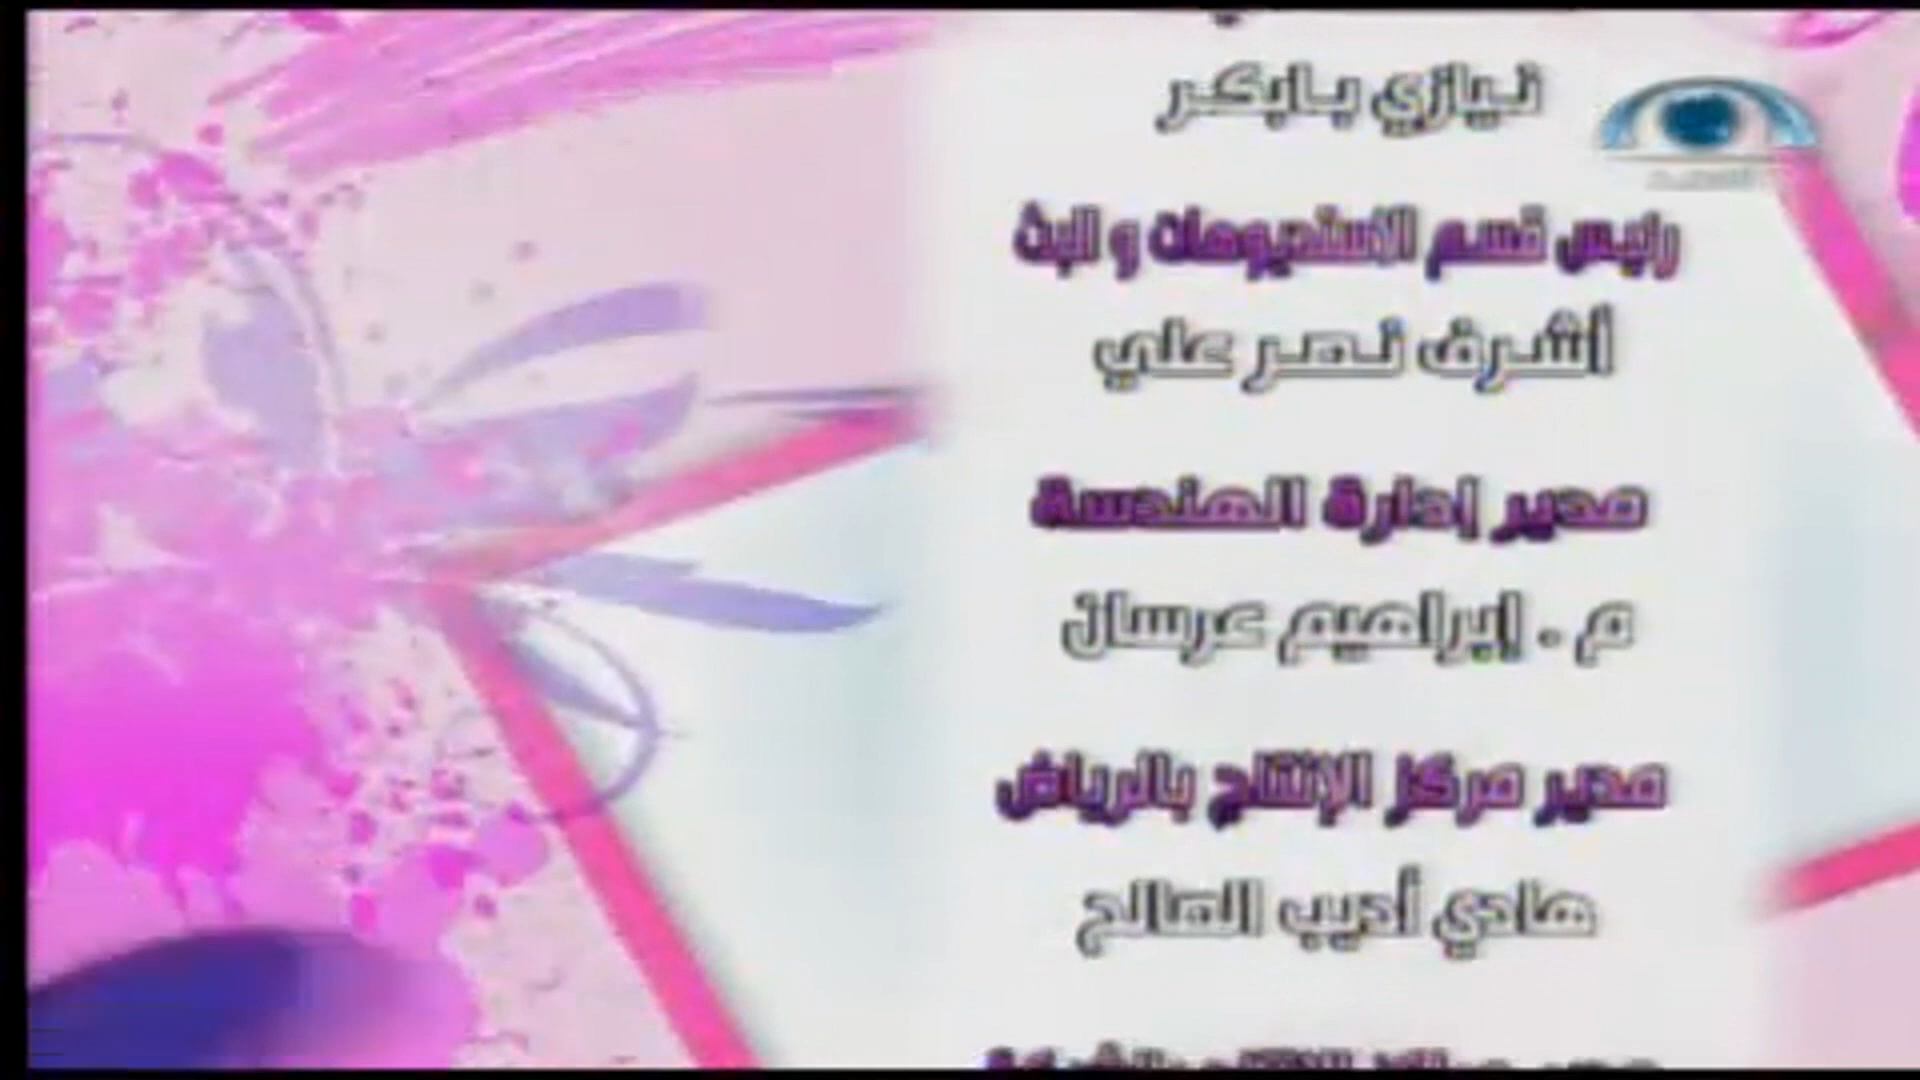 نيازي بابكر
رئيس قسم الاستديوهات و البث
أشرف نصر علي
مدير إدارة الهندسة
م . إبراهيم عرسان
مدير مركز الإنتاج بالرياض
هادي أديب الصالح